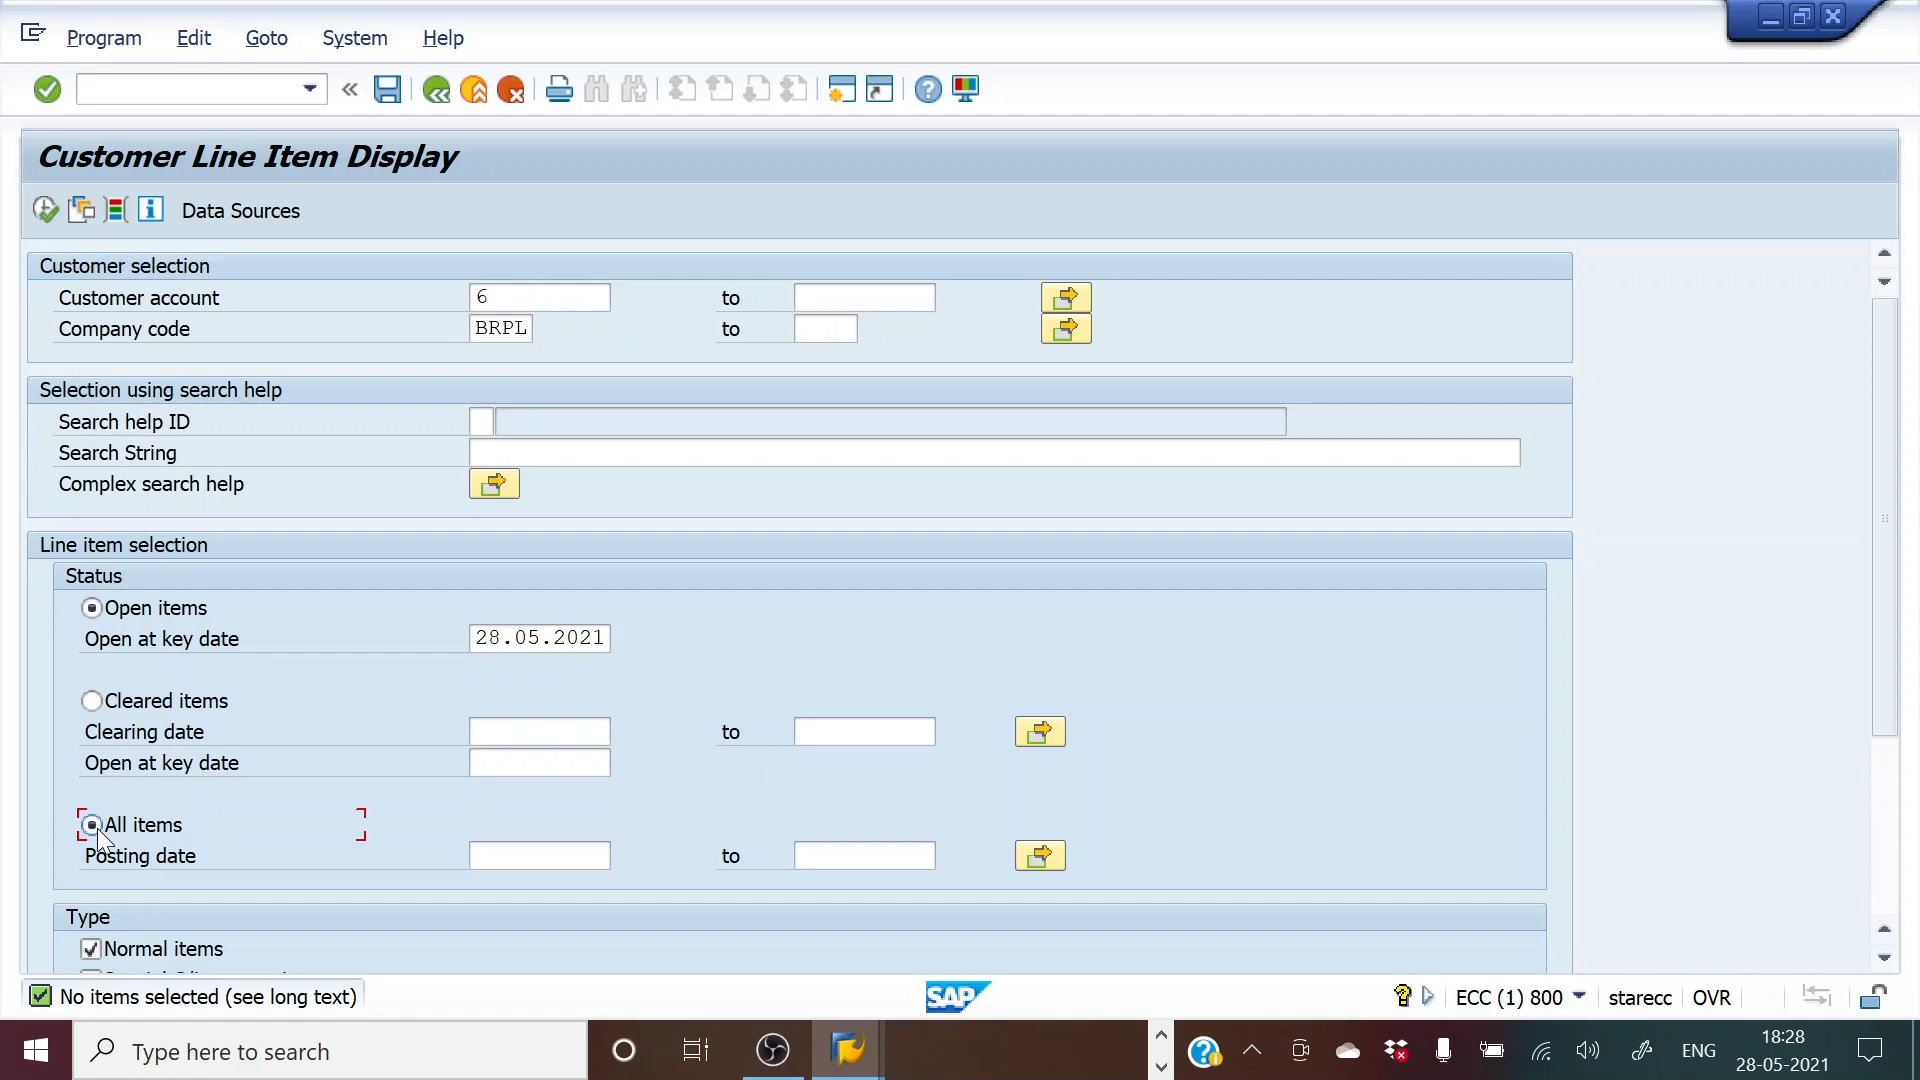 Program Edit Goto System Help
Customer Line Item Display
Data Sources
Customer selection
Customer account 6 to
Company code BRPL to
Selection using search help
Search help ID
Search String
Complex search help
Line item selection
Status
Open items
Open at key date 28.05.2021
Cleared items
Clearing date to
Open at key date
All items
Posting date to
Type
Normal items
No items selected (see long text) SAP ECC (1) 800 starecc OVR
Type here to search ENG 18:28
28-05-2021